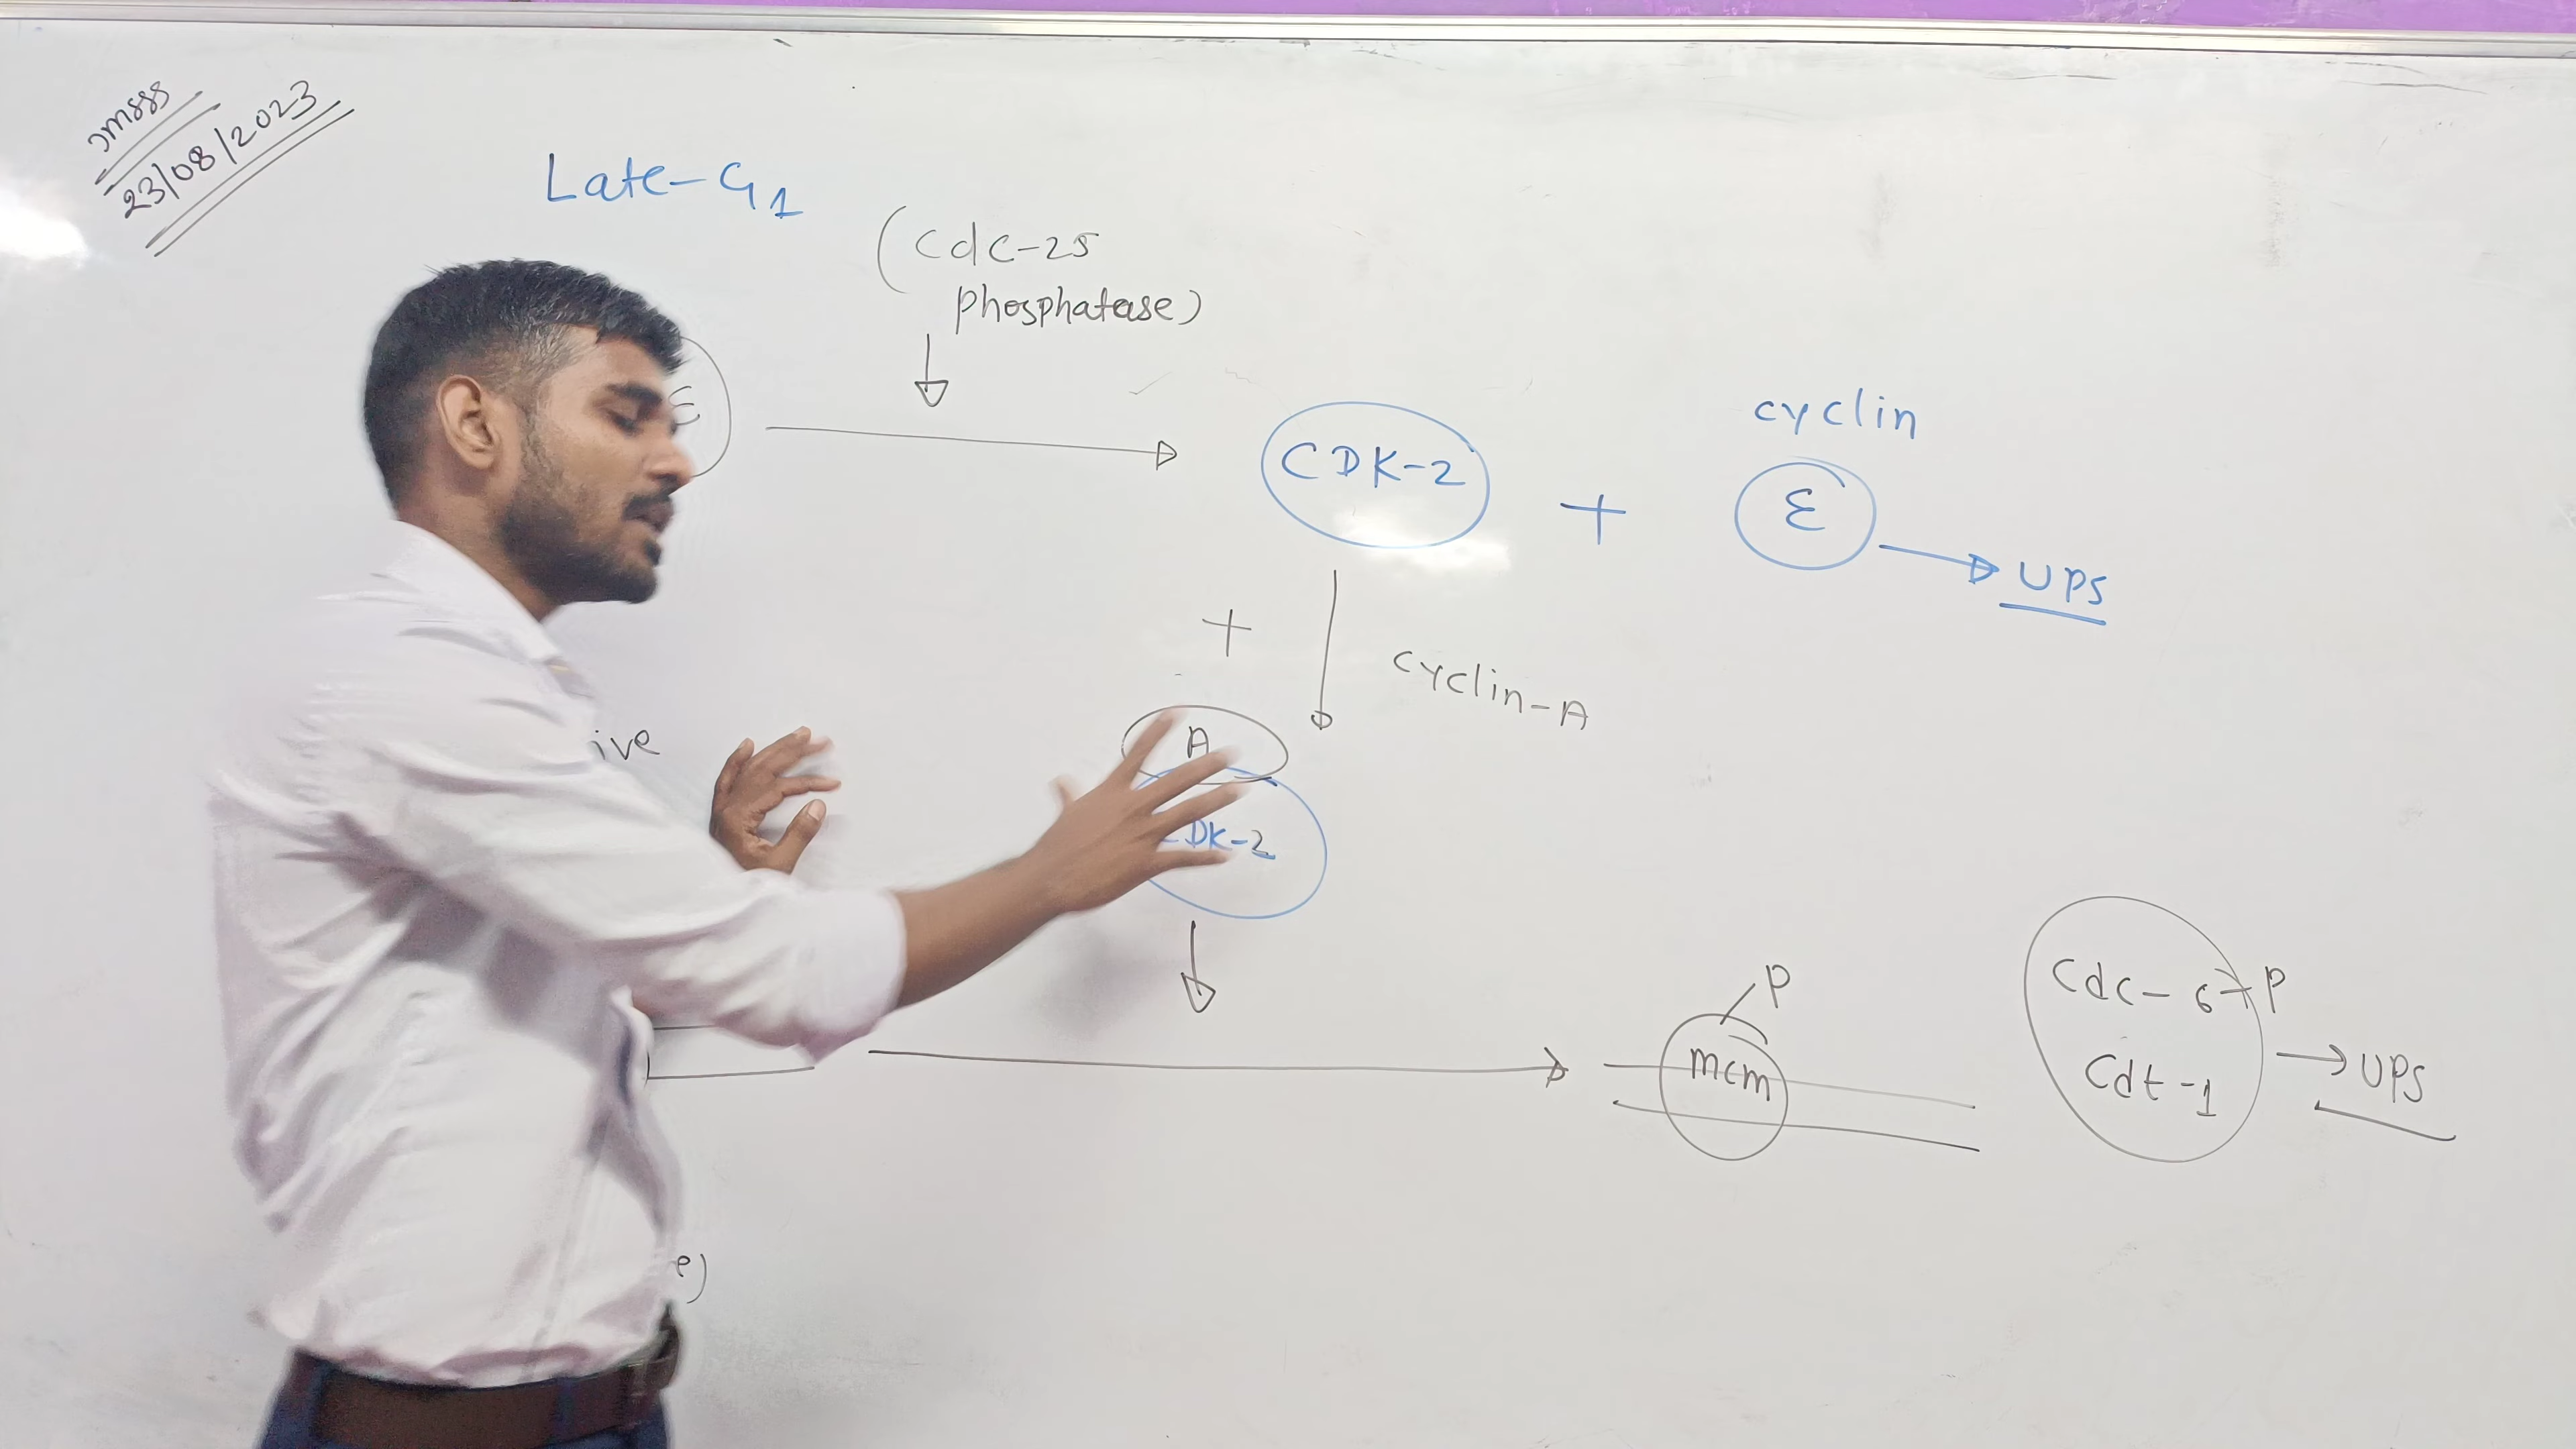 23/08/2023
Late-G1
(Cdc-25
phosphatase)
ε
CDK-2
+
cyclin
ε
UPS
+
cyclin-A
A
DK-2
ive
P
mcm
Cdc-6-P
Cdt-1
UPS
e)